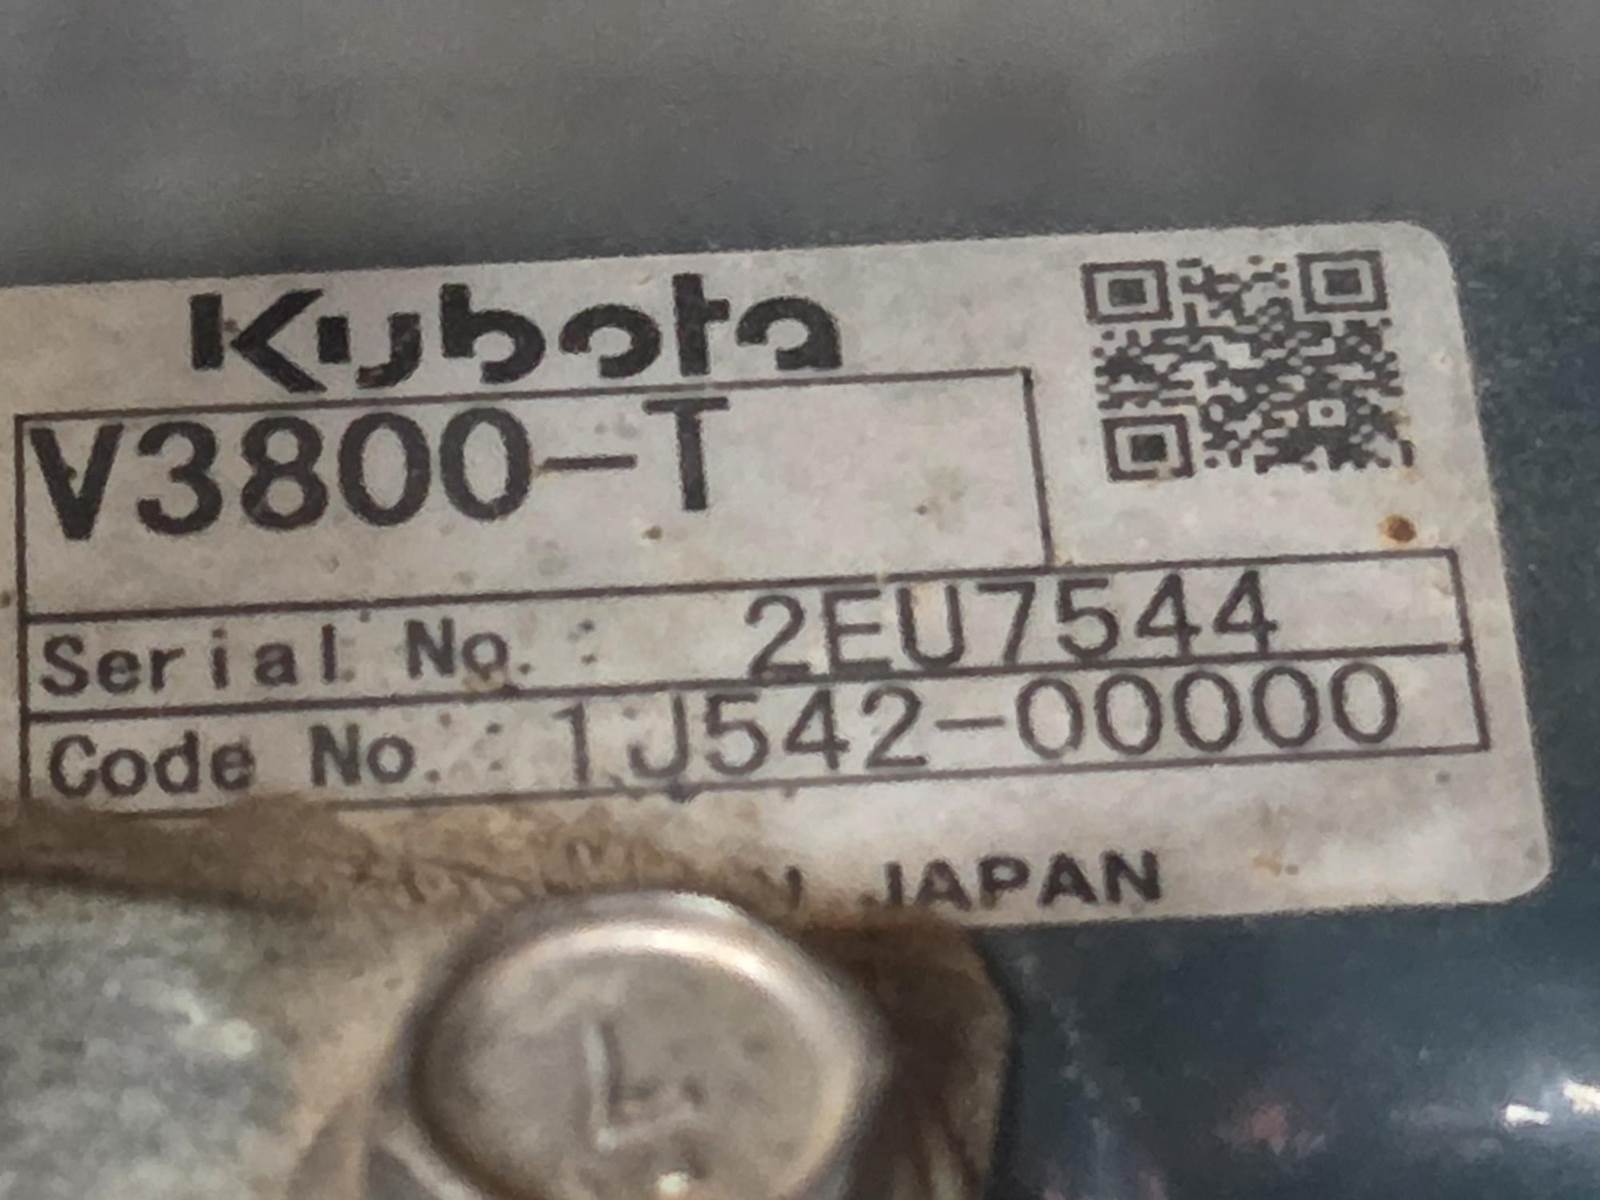 Kubota
V3800-T
Serial No. : 2EU7544
Code No. : 1J542-00000
JAPAN